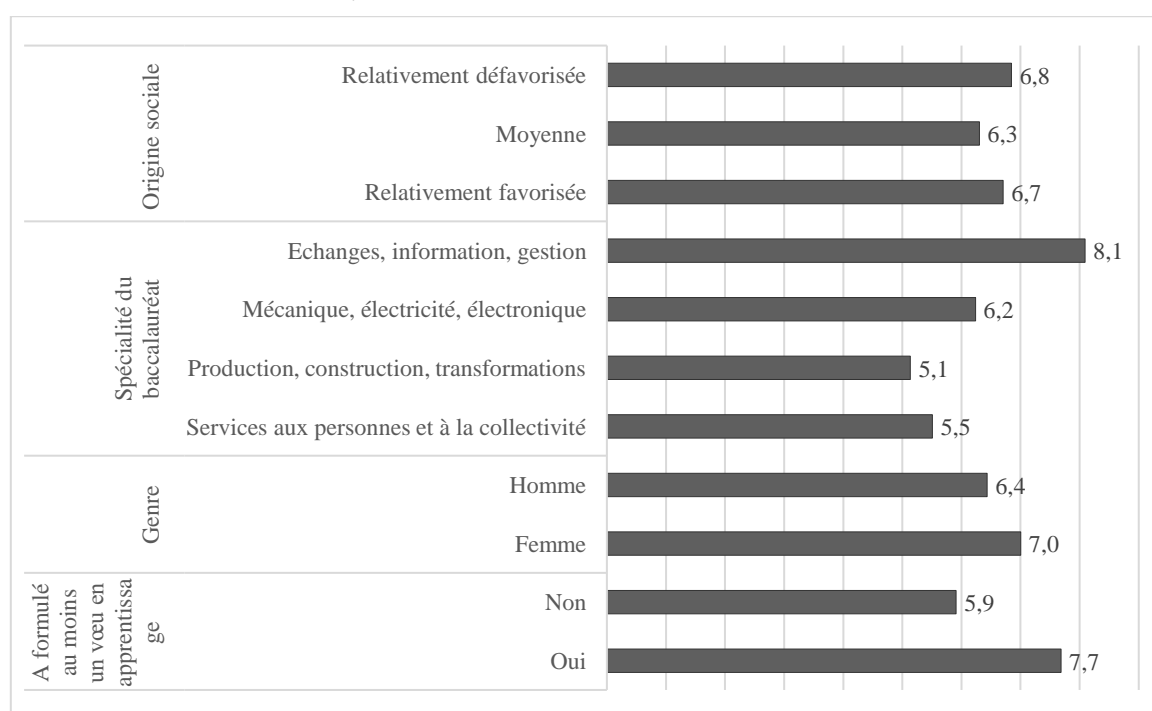 Origine sociale
Relativement défavorisée 6,8
Moyenne 6,3
Relativement favorisée 6,7
Spécialité du
baccalauréat
Echanges, information, gestion 8,1
Mécanique, électricité, électronique 6,2
Production, construction, transformations 5,1
Services aux personnes et à la collectivité 5,5
Genre
Homme 6,4
Femme 7,0
A formulé
au moins
un vœu en
apprentissa
ge
Non 5,9
Oui 7,7